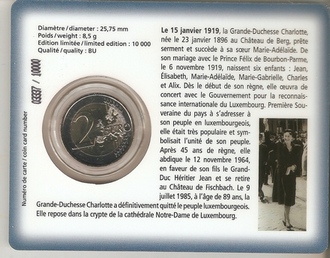 Diamètre / diameter : 25,75 mm
Poids / weight : 8,5 g
Edition limitée / limited edition : 10 000
Qualité / quality : BU
Numéro de carte / coin card number
/ 10000
2
EURO
Le 15 janvier 1919, la Grande-Duchesse Charlotte,
née le 23 janvier 1896 au Château de Berg, prête
serment et succède à sa sœur Marie-Adélaïde. De
son mariage avec le Prince Félix de Bourbon-Parme,
le 6 novembre 1919, naissent six enfants : Jean,
Élisabeth, Marie-Adélaïde, Marie-Gabrielle, Charles
et Alix. Dès le début de son règne, elle œuvre de
concert avec le Gouvernement pour la reconnais-
sance internationale du Luxembourg. Première Sou-
veraine du pays à s'adresser à
son peuple en luxembourgeois,
elle était très populaire et sym-
bolisait l'unité de son peuple.
Après 45 ans de règne, elle
abdique le 12 novembre 1964,
en faveur de son fils le Grand-
Duc Héritier Jean et se retire
au Château de Fischbach. Le 9
juillet 1985, à l'âge de 89 ans, la
Grande-Duchesse Charlotte a définitivement quitté le peuple luxembourgeois.
Elle repose dans la crypte de la cathédrale Notre-Dame de Luxembourg.